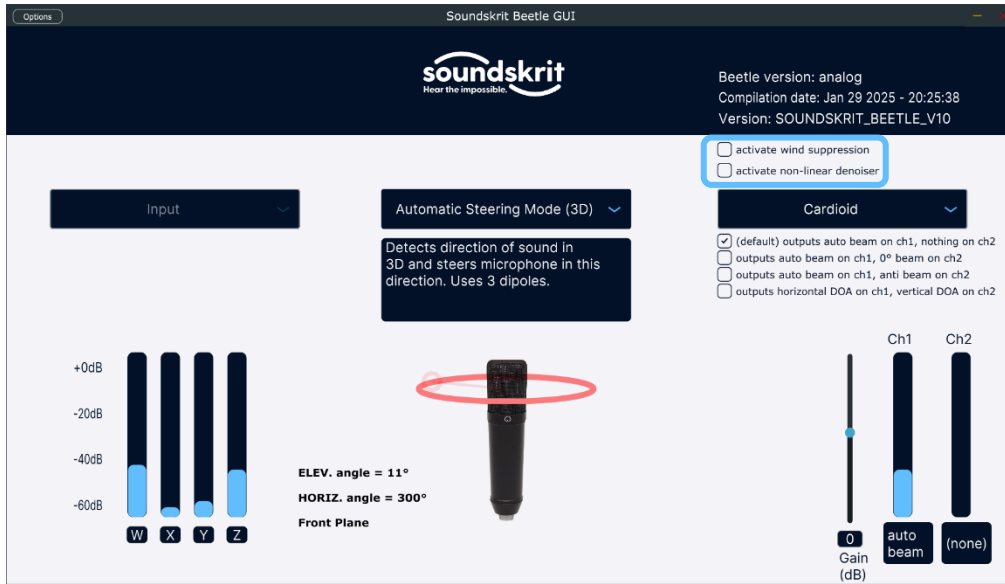 Options
Soundskrit Beetle GUI
soundskrit
Hear the impossible.
Beetle version: analog
Compilation date: Jan 29 2025 - 20:25:38
Version: SOUNDSKRIT_BEETLE_V10
activate wind suppression
activate non-linear denoiser
Input
Automatic Steering Mode (3D)
Cardioid
Detects direction of sound in
3D and steers microphone in this
direction. Uses 3 dipoles.
(default) outputs auto beam on ch1, nothing on ch2
outputs auto beam on ch1, 0° beam on ch2
outputs auto beam on ch1, anti beam on ch2
outputs horizontal DOA on ch1, vertical DOA on ch2
Ch1 Ch2
+0dB
-20dB
-40dB
-60dB
W X Y Z
ELEV. angle = 11°
HORIZ. angle = 300°
Front Plane
0
Gain
(dB)
auto
beam
(none)